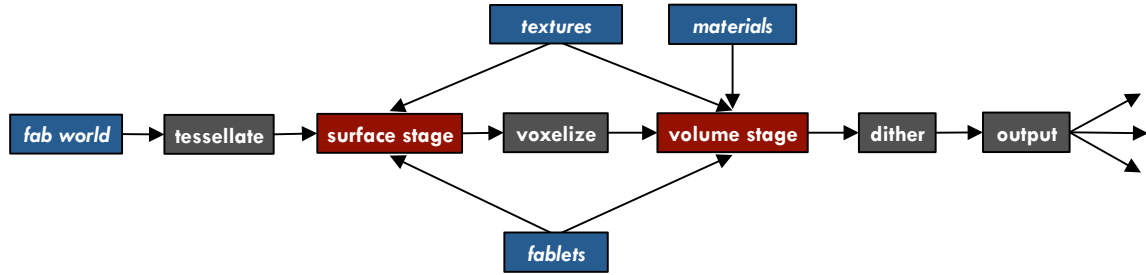 textures
materials
fab world
tessellate
surface stage
voxelize
volume stage
dither
output
fablets